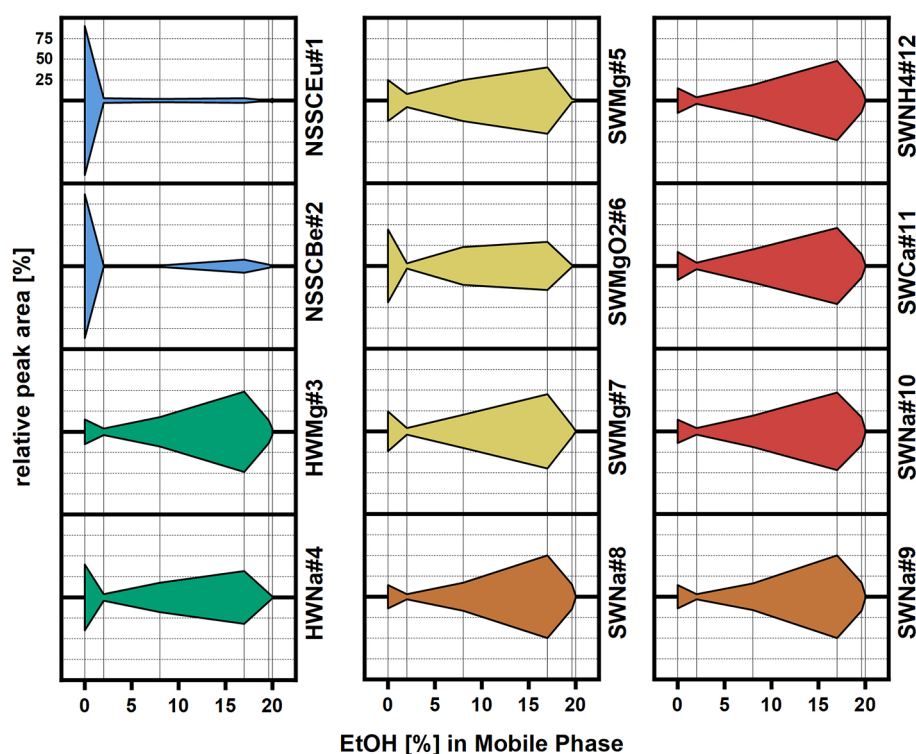 relative peak area [%]
75
50
25
NSSCEu#1
NSSCBe#2
HWMg#3
HWNa#4
0 5 10 15 20
SWMg#5
SWMgO2#6
SWMg#7
SWNa#8
0 5 10 15 20
SWNH4#12
SWCa#11
SWNa#10
SWNa#9
0 5 10 15 20
EtOH [%] in Mobile Phase